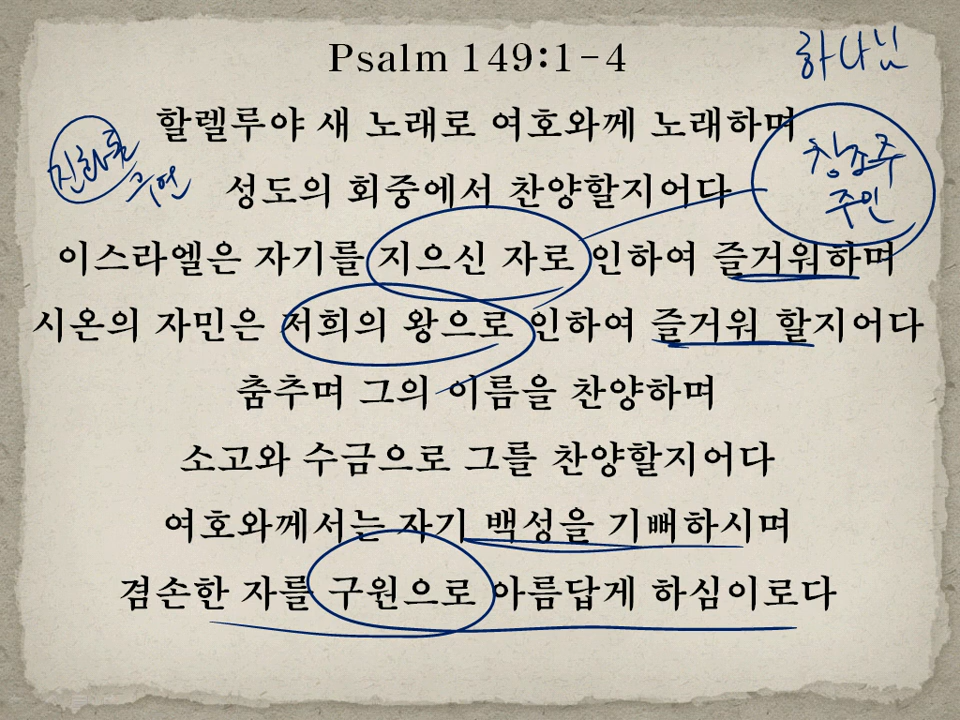 Psalm 149:1-4
하나님
할렐루야 새 노래로 여호와께 노래하며
창조주
주인
진화론
우연
성도의 회중에서 찬양할지어다
이스라엘은 자기를 지으신 자로 인하여 즐거워하며
시온의 자민은 저희의 왕으로 인하여 즐거워 할지어다
춤추며 그의 이름을 찬양하며
소고와 수금으로 그를 찬양할지어다
여호와께서는 자기 백성을 기뻐하시며
겸손한 자를 구원으로 아름답게 하심이로다